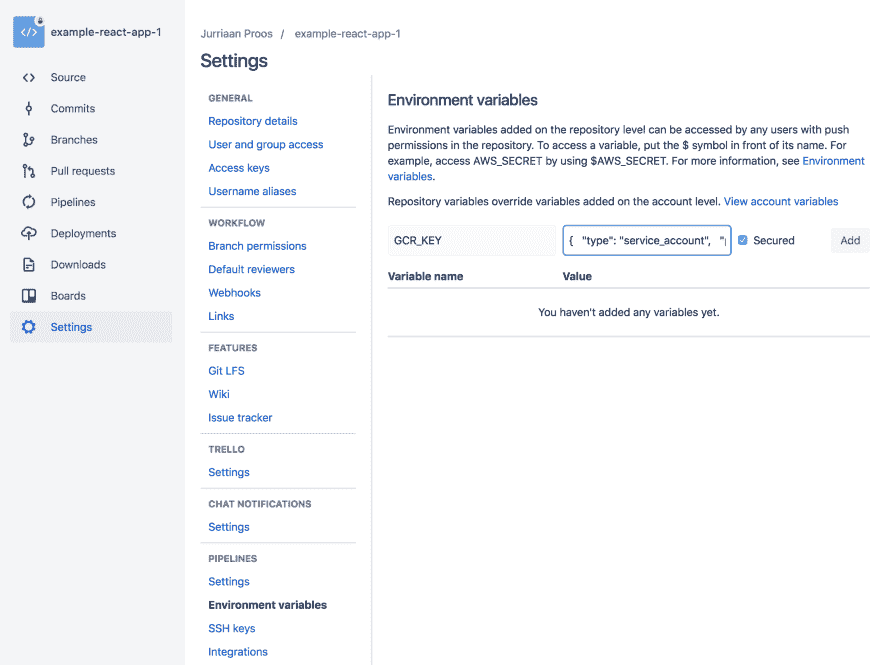 </>
example-react-app-1
Source
Commits
Branches
Pull requests
Pipelines
Deployments
Downloads
Boards
Settings
Jurriaan Proos / example-react-app-1
Settings
GENERAL
Repository details
User and group access
Access keys
Username aliases
WORKFLOW
Branch permissions
Default reviewers
Webhooks
Links
FEATURES
Git LFS
Wiki
Issue tracker
TRELLO
Settings
CHAT NOTIFICATIONS
Settings
PIPELINES
Settings
Environment variables
SSH keys
Integrations
Environment variables
Environment variables added on the repository level can be accessed by any users with push
permissions in the repository. To access a variable, put the $ symbol in front of its name. For
example, access AWS_SECRET by using $AWS_SECRET. For more information, see Environment
variables.
Repository variables override variables added on the account level. View account variables
GCR_KEY { "type": "service_account", " Secured Add
Variable name Value
You haven't added any variables yet.